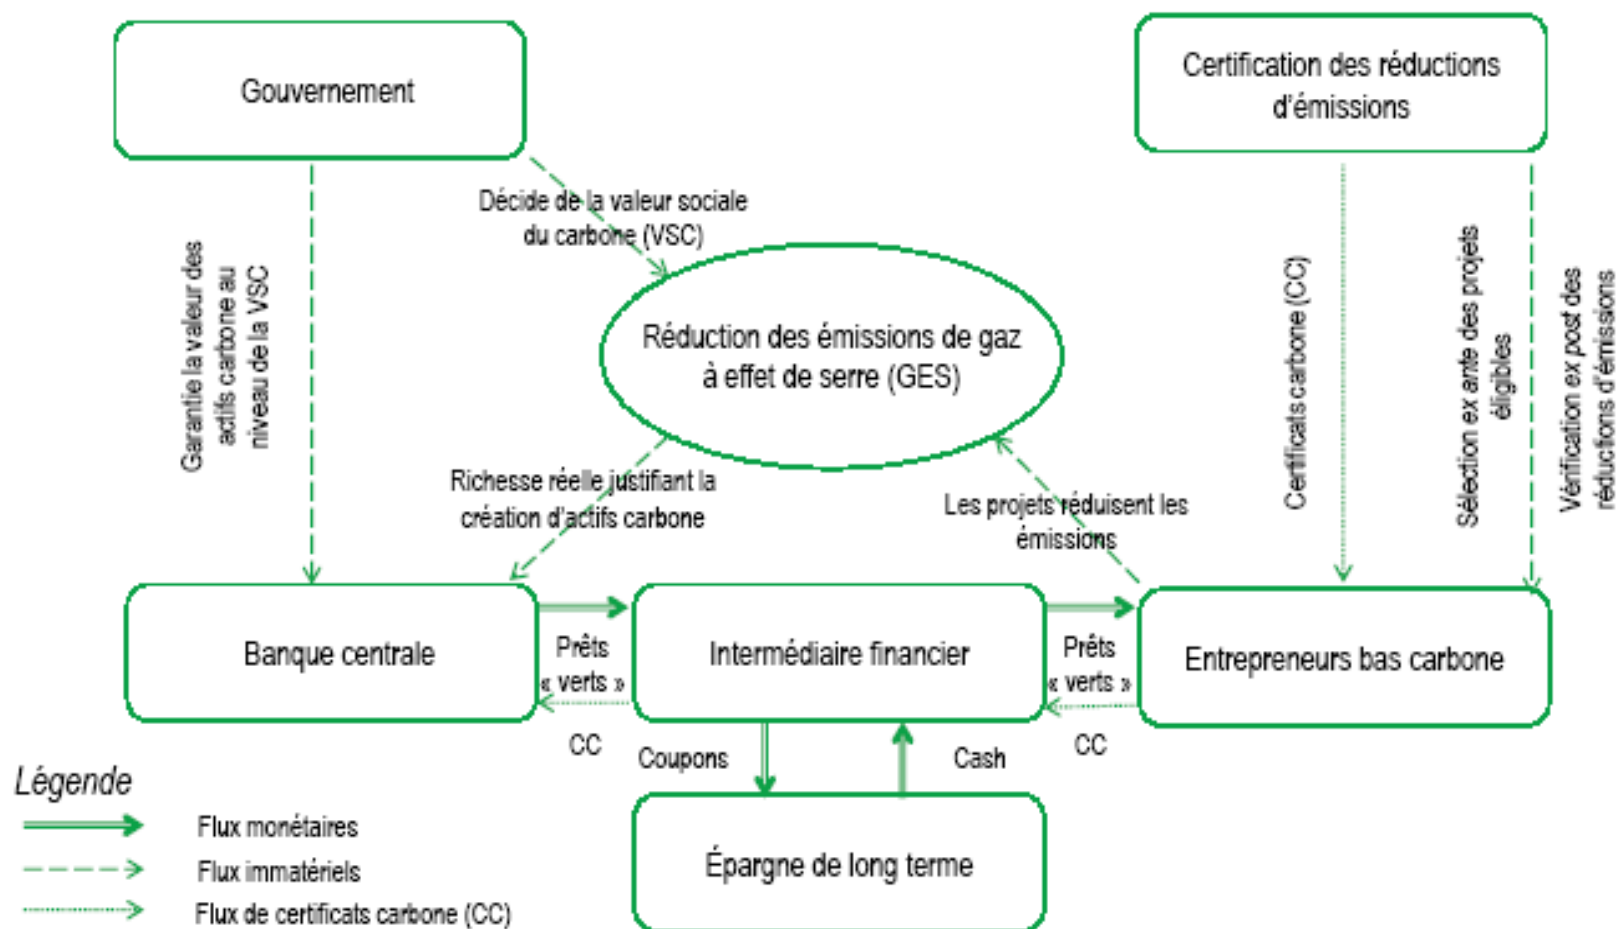 Gouvernement
Certification des réductions
d'émissions
Décide de la valeur sociale
du carbone (VSC)
Garantie la valeur des
actifs carbone au
niveau de la VSC
Réduction des émissions de gaz
à effet de serre (GES)
Certificats carbone (CC)
Sélection ex ante des projets
éligibles
Vérification ex post des
réductions d'émissions
Richesse réelle justifiant la
création d'actifs carbone
Les projets réduisent les
émissions
Banque centrale
Prêts
« verts »
CC
Intermédiaire financier
Prêts
« verts »
CC
Entrepreneurs bas carbone
Coupons
Cash
Épargne de long terme
Légende
Flux monétaires
Flux immatériels
Flux de certificats carbone (CC)